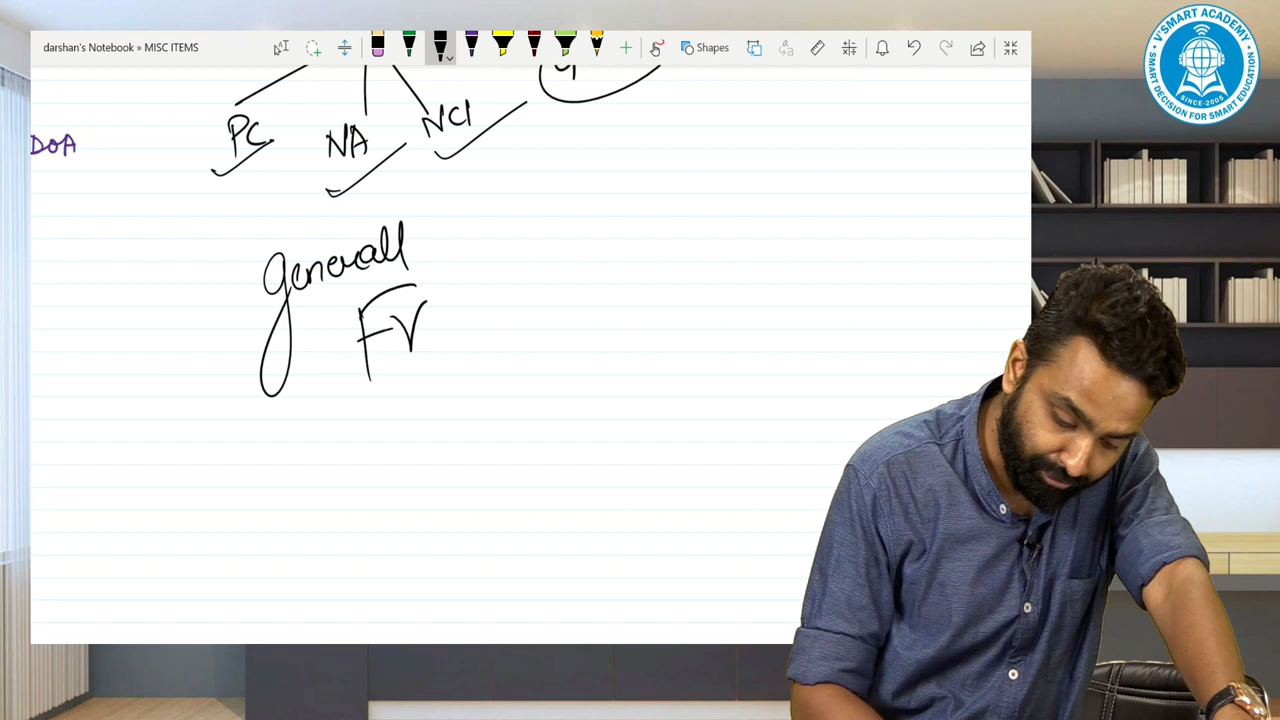 darshan's Notebook » MISC ITEMS
Shapes
V'SMART ACADEMY
SINCE-2005
SMART DECISION FOR SMART EDUCATION
DOA
PC NA NCI
generall
FV